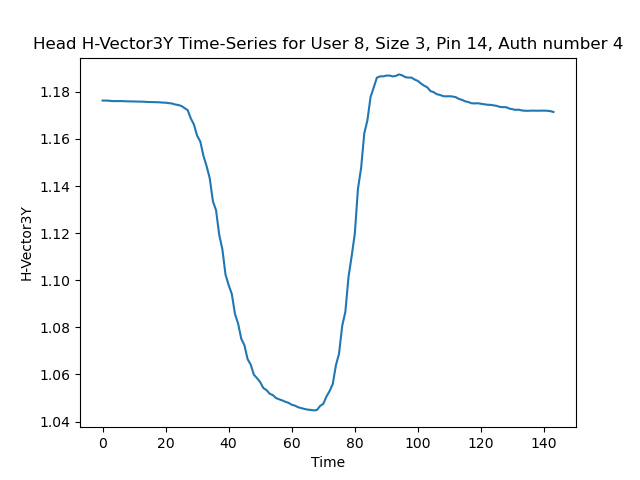 Head H-Vector3Y Time-Series for User 8, Size 3, Pin 14, Auth number 4
H-Vector3Y
1.18
1.16
1.14
1.12
1.10
1.08
1.06
1.04
0 20 40 60 80 100 120 140
Time